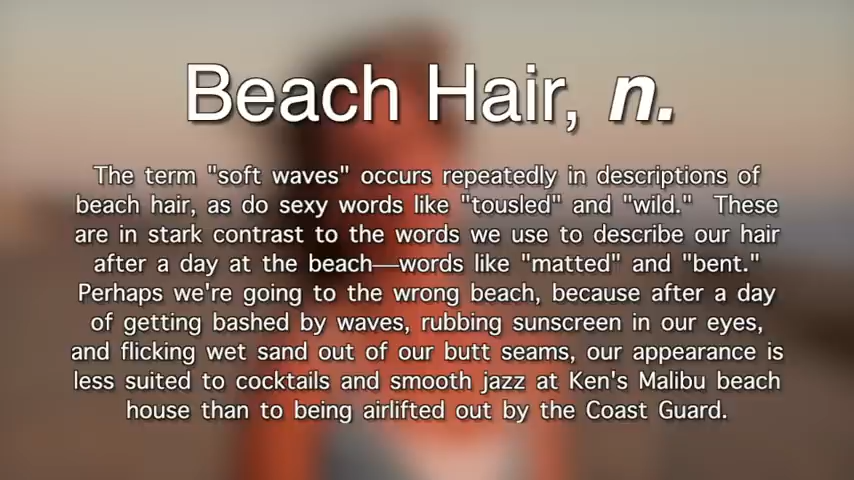 Beach Hair, n.
The term "soft waves" occurs repeatedly in descriptions of
beach hair, as do sexy words like "tousled" and "wild."  These
are in stark contrast to the words we use to describe our hair
after a day at the beach—words like "matted" and "bent."
Perhaps we're going to the wrong beach, because after a day
of getting bashed by waves, rubbing sunscreen in our eyes,
and flicking wet sand out of our butt seams, our appearance is
less suited to cocktails and smooth jazz at Ken's Malibu beach
house than to being airlifted out by the Coast Guard.